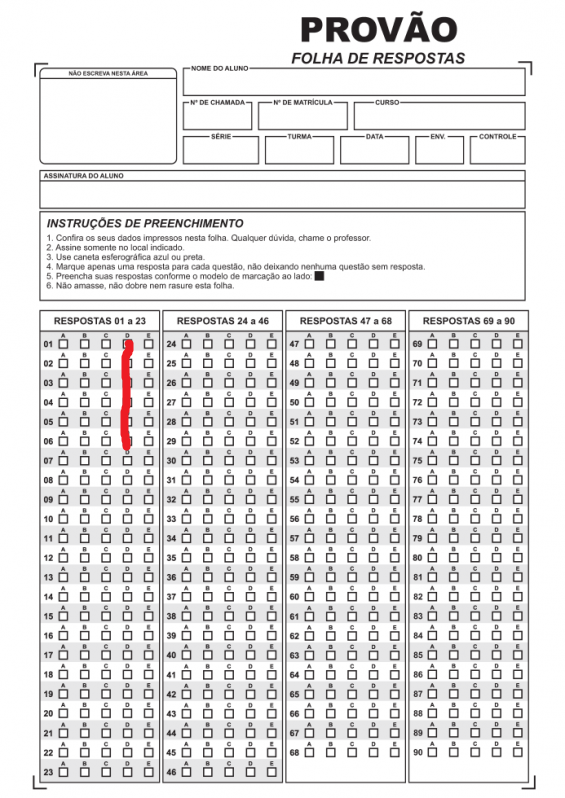 PROVÃO
FOLHA DE RESPOSTAS
NÃO ESCREVA NESTA ÁREA
NOME DO ALUNO
Nº DE CHAMADA Nº DE MATRÍCULA CURSO
SÉRIE TURMA DATA ENV. CONTROLE
ASSINATURA DO ALUNO
INSTRUÇÕES DE PREENCHIMENTO
1. Confira os seus dados impressos nesta folha. Qualquer dúvida, chame o professor.
2. Assine somente no local indicado.
3. Use caneta esferográfica azul ou preta.
4. Marque apenas uma resposta para cada questão, não deixando nenhuma questão sem resposta.
5. Preencha suas respostas conforme o modelo de marcação ao lado:
6. Não amasse, não dobre nem rasure esta folha.
RESPOSTAS 01 a 23 RESPOSTAS 24 a 46 RESPOSTAS 47 a 68 RESPOSTAS 69 a 90
A B C D E A B C D E A B C D E A B C D E
01 24 47 69
A B C E A B C D E A B C D E A B C D E
02 25 48 70
A B C E A B C D E A B C D E A B C D E
03 26 49 71
A B C E A B C D E A B C D E A B C D E
04 27 50 72
A B C E A B C D E A B C D E A B C D E
05 28 51 73
A B C E A B C D E A B C D E A B C D E
06 29 52 74
A B C D E A B C D E A B C D E A B C D E
07 30 53 75
A B C D E A B C D E A B C D E A B C D E
08 31 54 76
A B C D E A B C D E A B C D E A B C D E
09 32 55 77
A B C D E A B C D E A B C D E A B C D E
10 33 56 78
A B C D E A B C D E A B C D E A B C D E
11 34 57 79
A B C D E A B C D E A B C D E A B C D E
12 35 58 80
A B C D E A B C D E A B C D E A B C D E
13 36 59 81
A B C D E A B C D E A B C D E A B C D E
14 37 60 82
A B C D E A B C D E A B C D E A B C D E
15 38 61 83
A B C D E A B C D E A B C D E A B C D E
16 39 62 84
A B C D E A B C D E A B C D E A B C D E
17 40 63 85
A B C D E A B C D E A B C D E A B C D E
18 41 64 86
A B C D E A B C D E A B C D E A B C D E
19 42 65 87
A B C D E A B C D E A B C D E A B C D E
20 43 66 88
A B C D E A B C D E A B C D E A B C D E
21 44 67 89
A B C D E A B C D E A B C D E A B C D E
22 45 68 90
A B C D E A B C D E
23 46